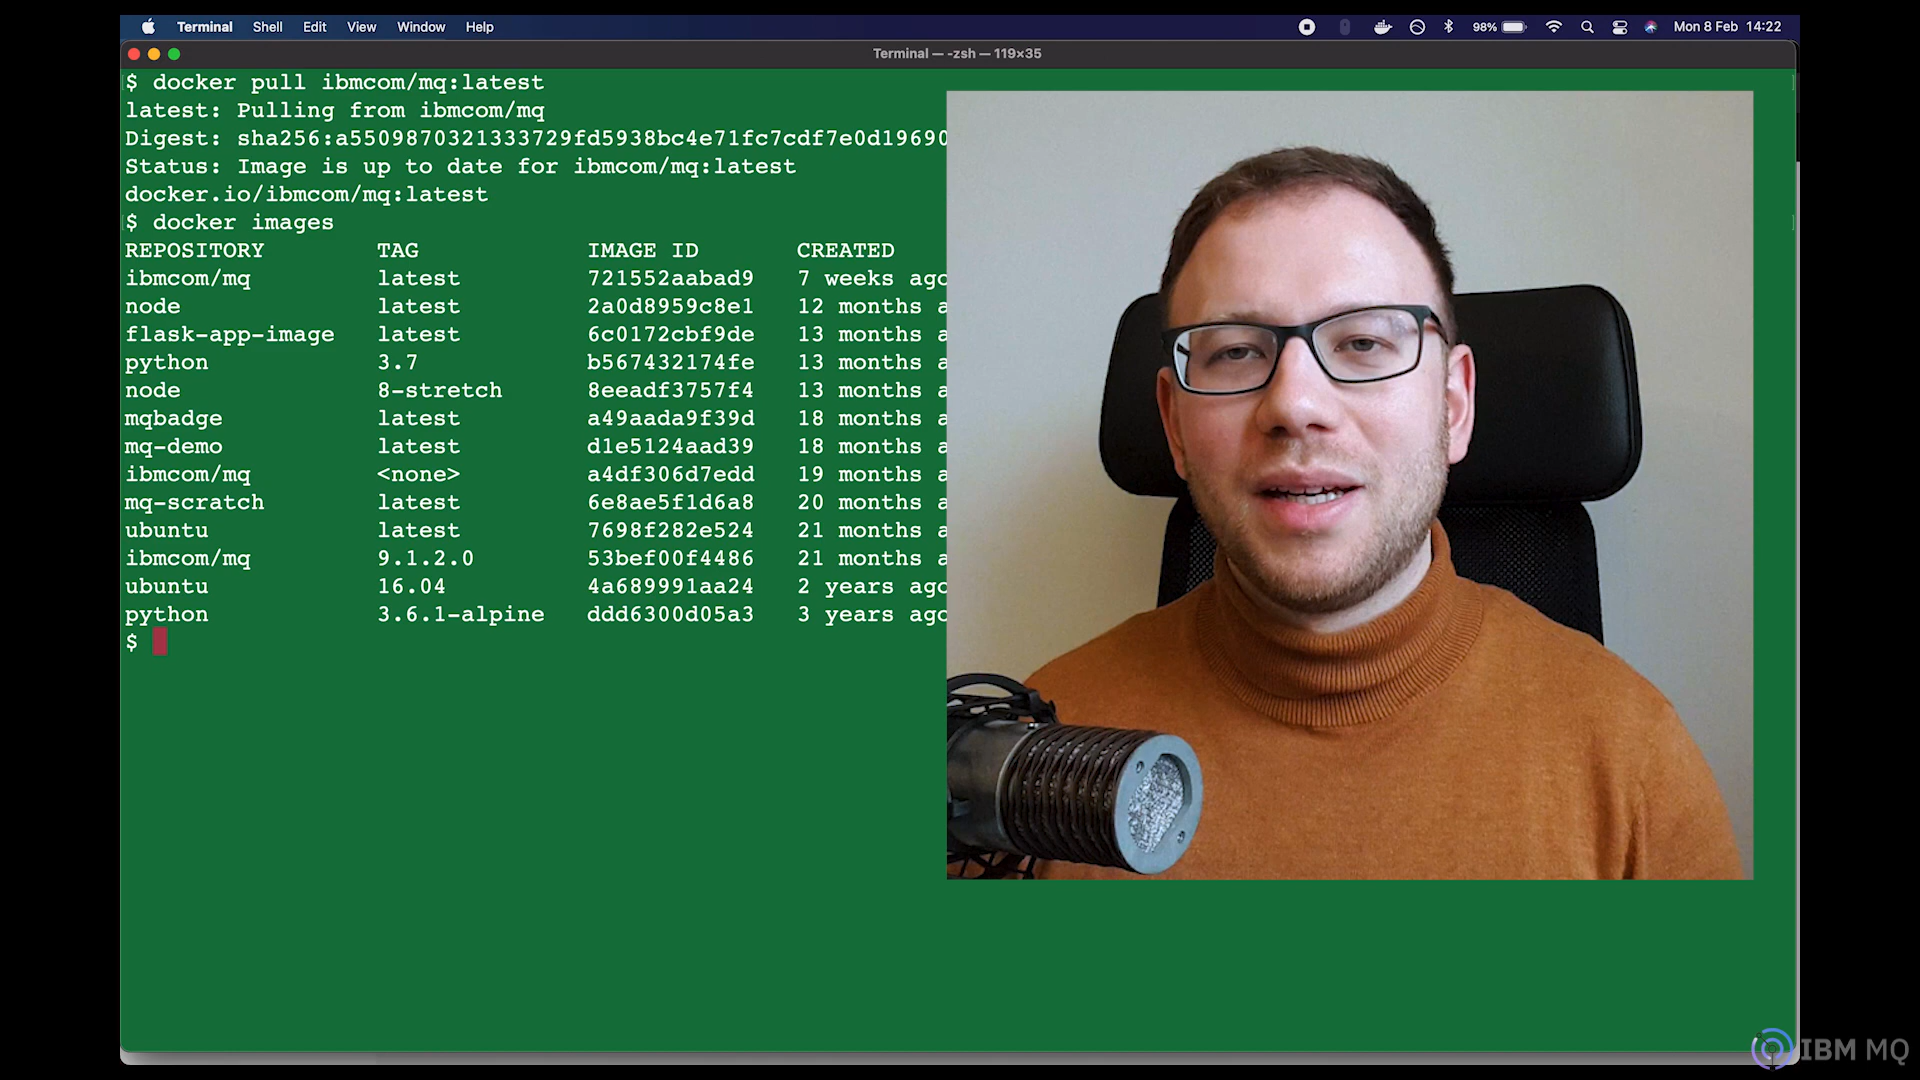 Terminal Shell Edit View Window Help 98% Mon 8 Feb 14:22
Terminal — -zsh — 119×35
$ docker pull ibmcom/mq:latest
latest: Pulling from ibmcom/mq
Digest: sha256:a5509870321333729fd5938bc4e71fc7cdf7e0d19690
Status: Image is up to date for ibmcom/mq:latest
docker.io/ibmcom/mq:latest
$ docker images
REPOSITORY TAG IMAGE ID CREATED
ibmcom/mq latest 721552aabad9 7 weeks ago
node latest 2a0d8959c8e1 12 months a
flask-app-image latest 6c0172cbf9de 13 months a
python 3.7 b567432174fe 13 months a
node 8-stretch 8eeadf3757f4 13 months a
mqbadge latest a49aada9f39d 18 months a
mq-demo latest d1e5124aad39 18 months a
ibmcom/mq <none> a4df306d7edd 19 months a
mq-scratch latest 6e8ae5f1d6a8 20 months a
ubuntu latest 7698f282e524 21 months a
ibmcom/mq 9.1.2.0 53bef00f4486 21 months a
ubuntu 16.04 4a689991aa24 2 years ago
python 3.6.1-alpine ddd6300d05a3 3 years ago
$
IBM MQ